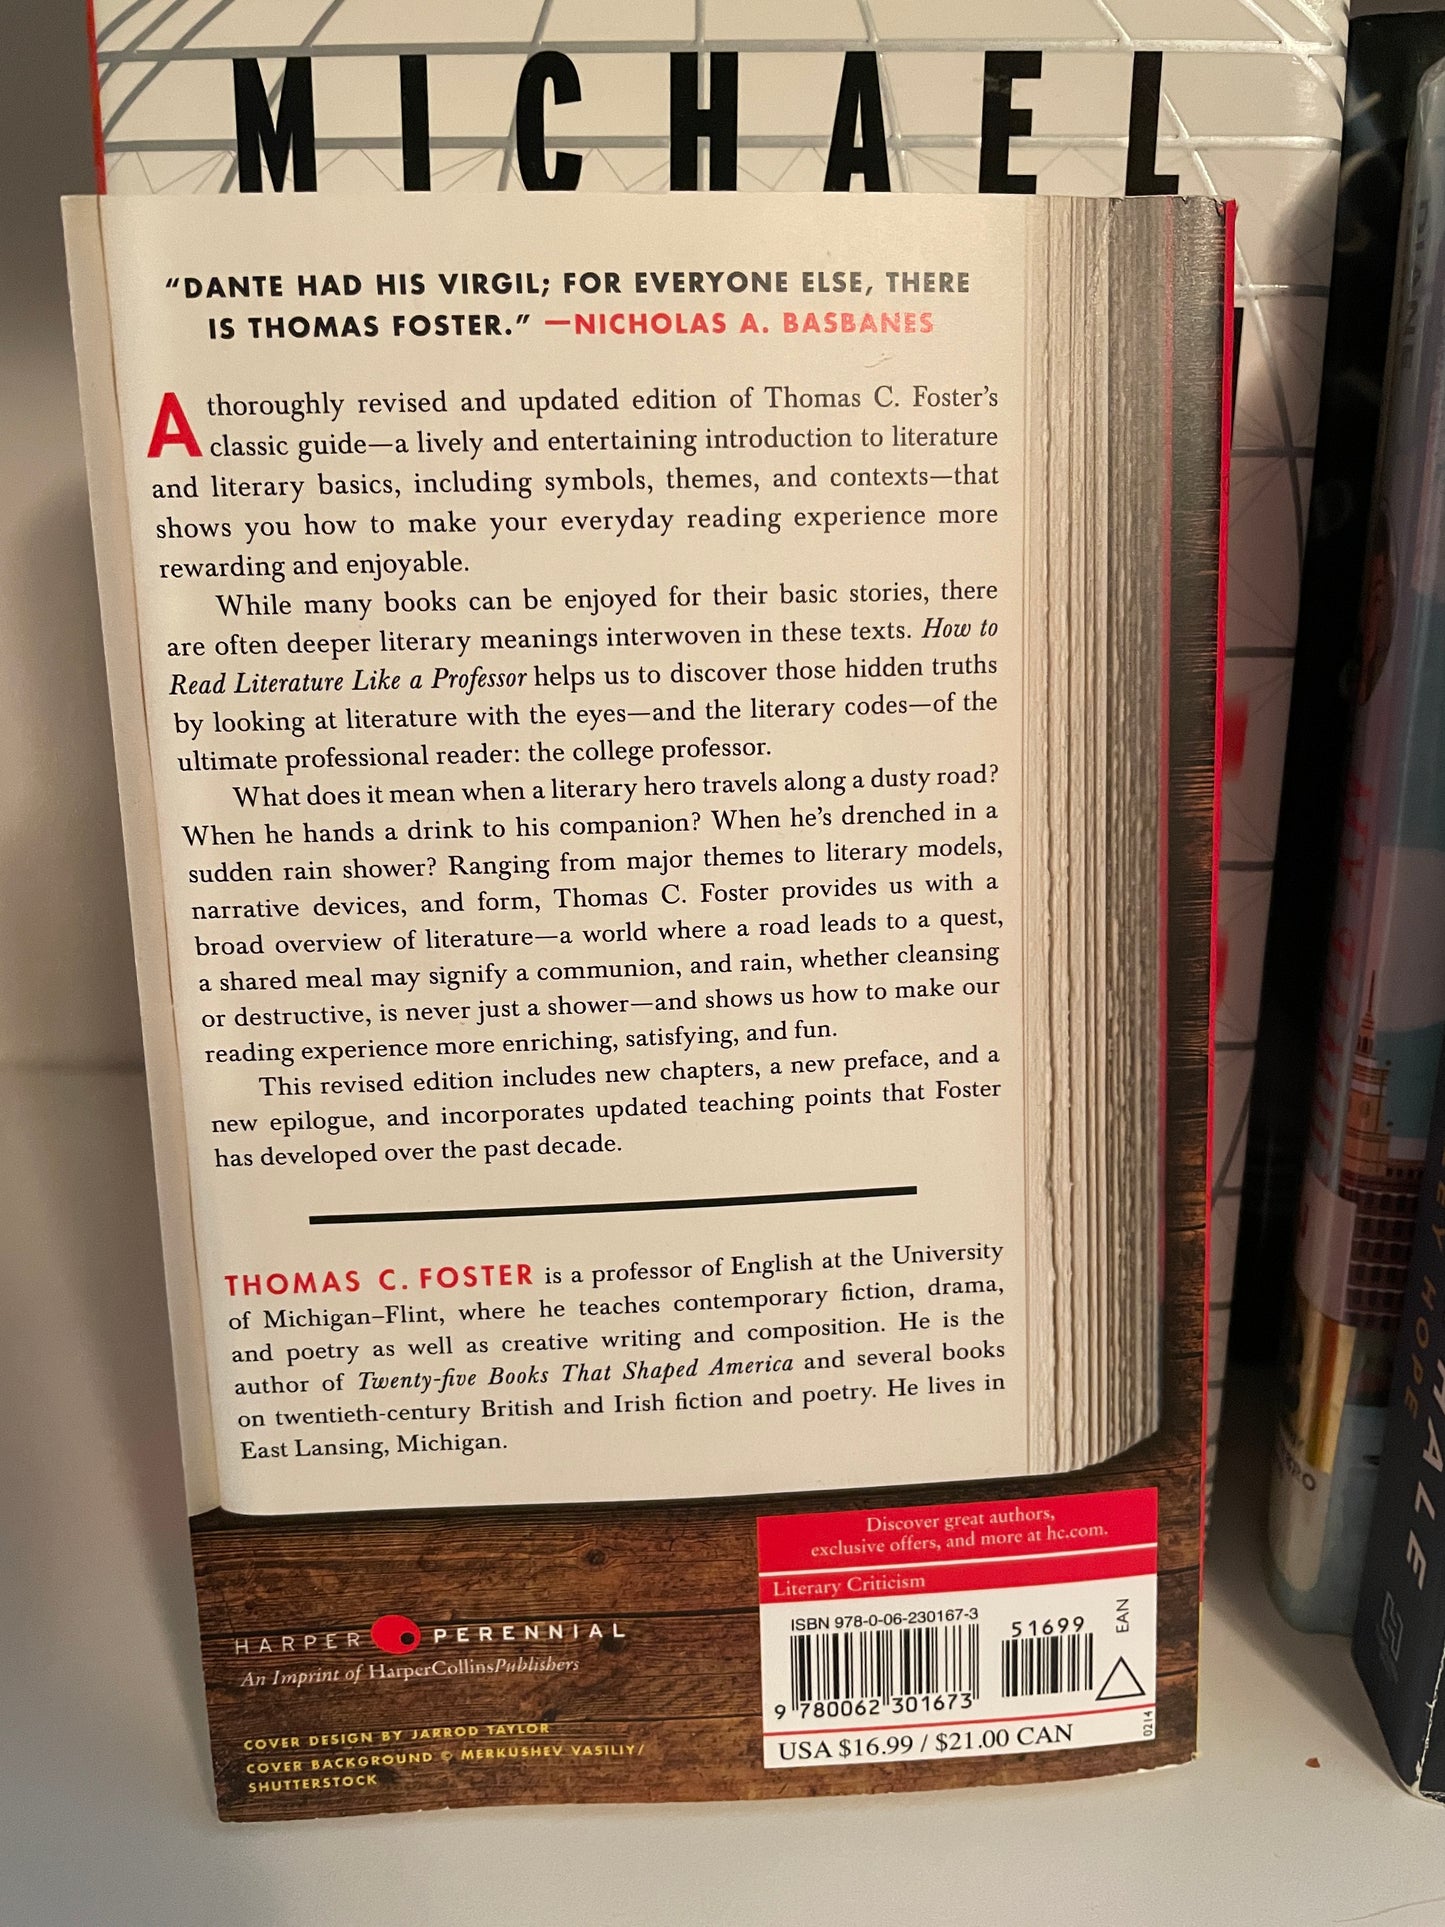 MICHAEL
“DANTE HAD HIS VIRGIL; FOR EVERYONE ELSE, THERE
IS THOMAS FOSTER.” —NICHOLAS A. BASBANES
A thoroughly revised and updated edition of Thomas C. Foster’s
classic guide—a lively and entertaining introduction to literature
and literary basics, including symbols, themes, and contexts—that
shows you how to make your everyday reading experience more
rewarding and enjoyable.
While many books can be enjoyed for their basic stories, there
are often deeper literary meanings interwoven in these texts. How to
Read Literature Like a Professor helps us to discover those hidden truths
by looking at literature with the eyes—and the literary codes—of the
ultimate professional reader: the college professor.
What does it mean when a literary hero travels along a dusty road?
When he hands a drink to his companion? When he’s drenched in a
sudden rain shower? Ranging from major themes to literary models,
narrative devices, and form, Thomas C. Foster provides us with a
broad overview of literature—a world where a road leads to a quest,
a shared meal may signify a communion, and rain, whether cleansing
or destructive, is never just a shower—and shows us how to make our
reading experience more enriching, satisfying, and fun.
This revised edition includes new chapters, a new preface, and a
new epilogue, and incorporates updated teaching points that Foster
has developed over the past decade.
THOMAS C. FOSTER is a professor of English at the University
of Michigan–Flint, where he teaches contemporary fiction, drama,
and poetry as well as creative writing and composition. He is the
author of Twenty-five Books That Shaped America and several books
on twentieth-century British and Irish fiction and poetry. He lives in
East Lansing, Michigan.
HARPER PERENNIAL
An Imprint of HarperCollinsPublishers
COVER DESIGN BY JARROD TAYLOR
COVER BACKGROUND © MERKUSHEV VASILIY/
SHUTTERSTOCK
Discover great authors,
exclusive offers, and more at hc.com.
Literary Criticism
ISBN 978-0-06-230167-3
51699
EAN
9 780062 301673
0214
USA $16.99 / $21.00 CAN
DIANE
HOPE